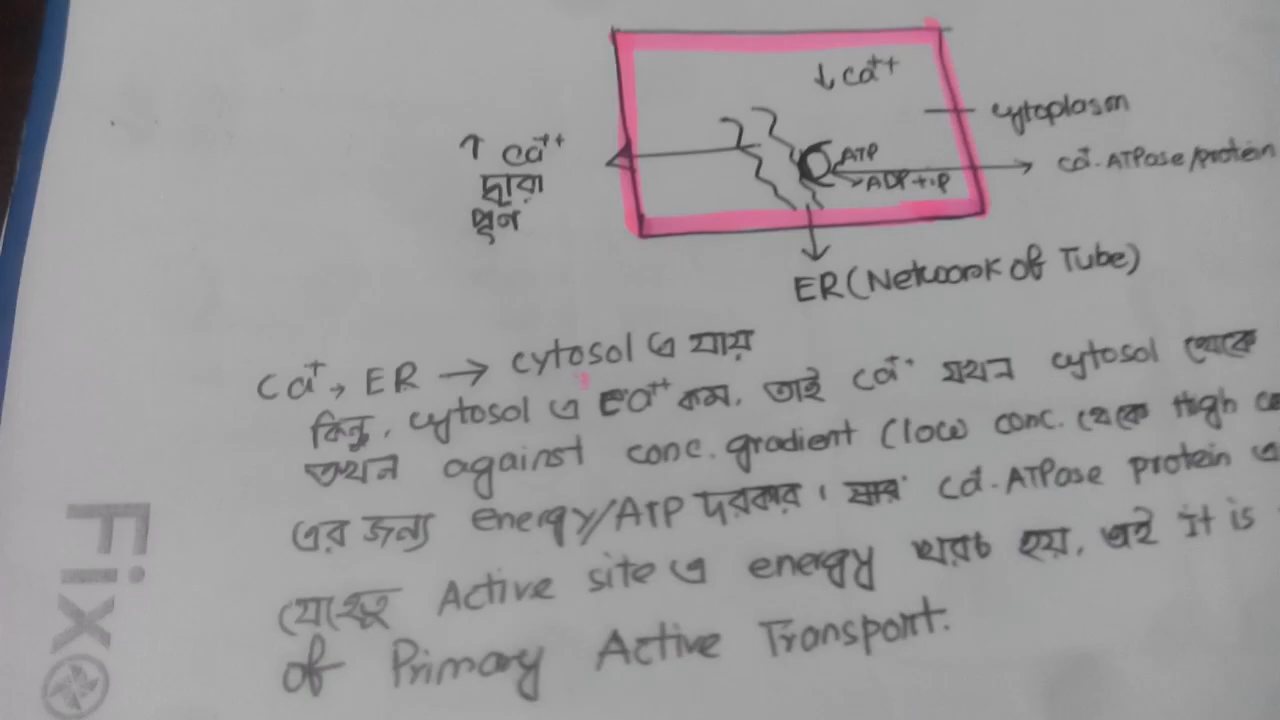 ↓ Ca⁺⁺
cytoplasm
↑ Ca⁺⁺
দ্বারা
পূর্ন
ATP
ADP + iP
Ca⁺-ATPase/protein
ER (Network of Tube)
Ca⁺, ER → cytosol এ যায়
কিন্তু, cytosol এ Ca⁺⁺ কম, তাই Ca⁺⁺ যখন cytosol থেকে
তখন against conc. gradient (low conc. থেকে High
এর জন্য energy/ATP দরকার। Ca⁺-ATPase protein এ
যেহেতু Active site এ energy খরচ হয়, তাই it is
of Primary Active Transport.
Fix